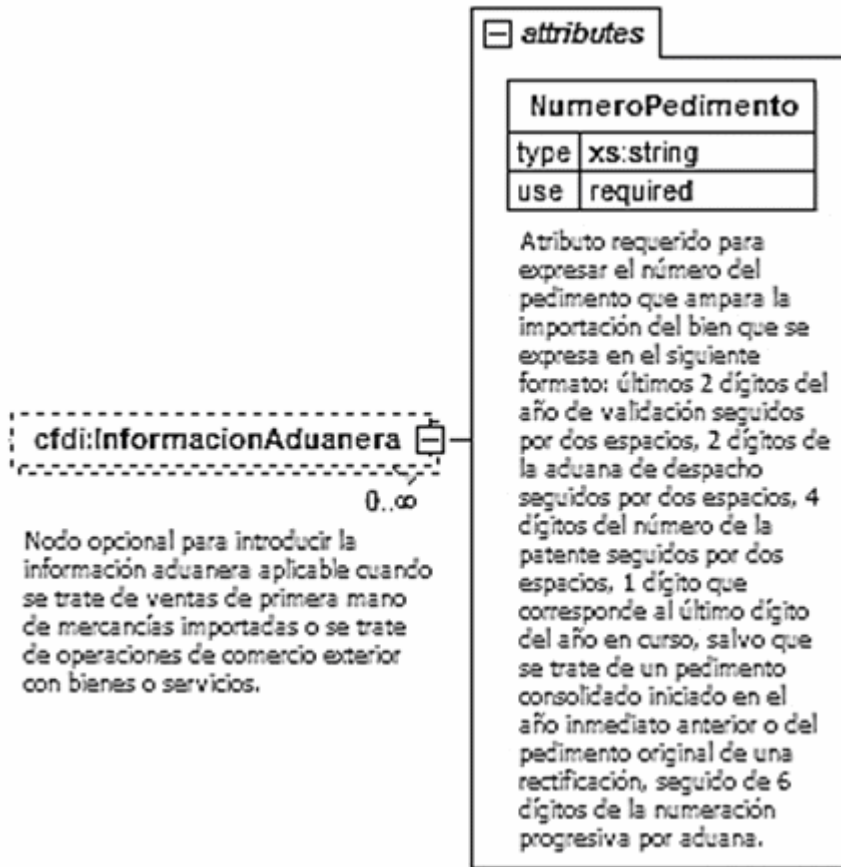 attributes
NumeroPedimento
type xs:string
use required
Atributo requerido para
expresar el número del
pedimento que ampara la
importación del bien que se
expresa en el siguiente
formato: últimos 2 dígitos del
año de validación seguidos
por dos espacios, 2 dígitos de
la aduana de despacho
seguidos por dos espacios, 4
dígitos del número de la
patente seguidos por dos
espacios, 1 dígito que
corresponde al último dígito
del año en curso, salvo que
se trate de un pedimento
consolidado iniciado en el
año inmediato anterior o del
pedimento original de una
rectificación, seguido de 6
dígitos de la numeración
progresiva por aduana.
cfdi:InformacionAduanera
0..∞
Nodo opcional para introducir la
información aduanera aplicable cuando
se trate de ventas de primera mano
de mercancías importadas o se trate
de operaciones de comercio exterior
con bienes o servicios.